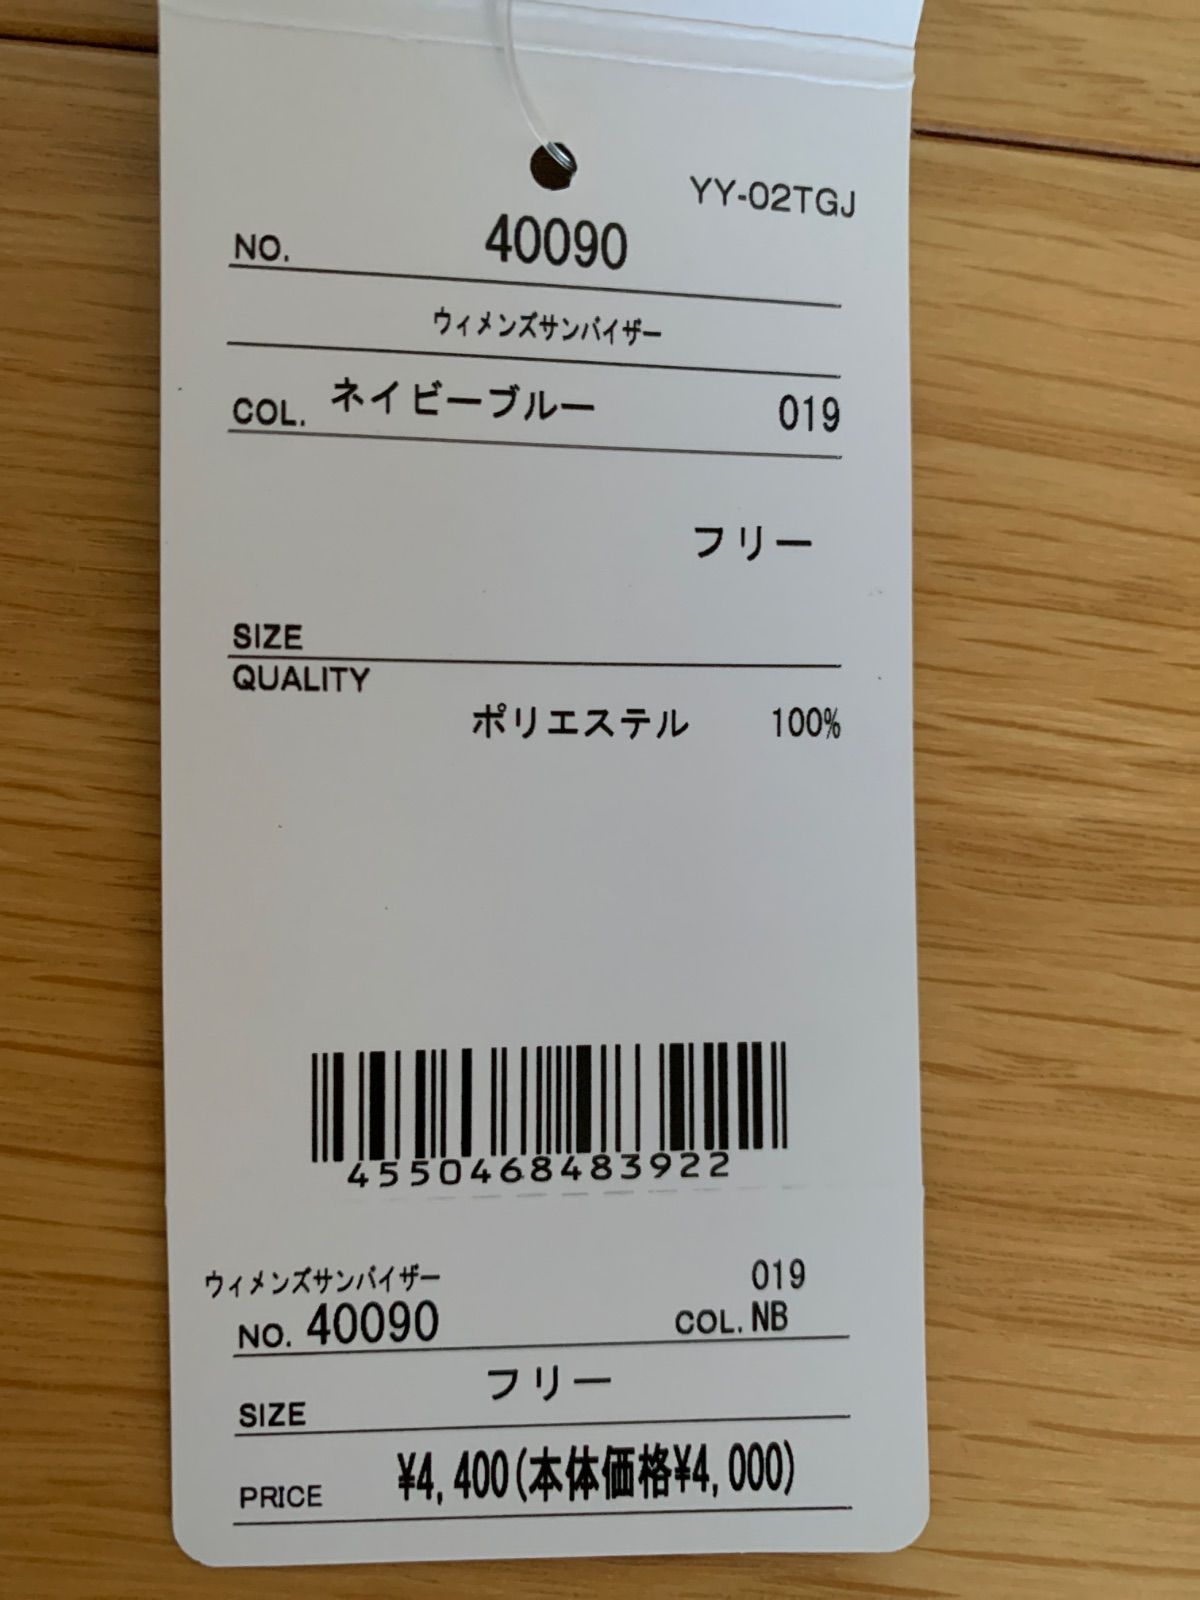 YY-02TGJ
NO. 40090
ウィメンズサンバイザー
COL. ネイビーブルー 019
フリー
SIZE
QUALITY
ポリエステル 100%
4550468483922
ウィメンズサンバイザー 019
NO. 40090 COL. NB
フリー
SIZE
PRICE ¥4,400(本体価格¥4,000)